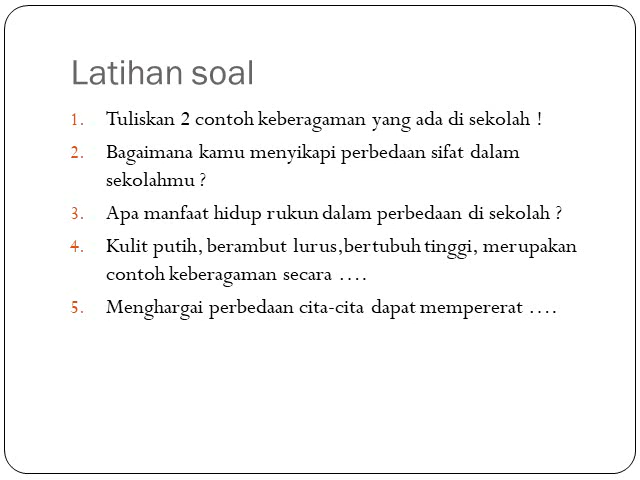 Latihan soal
1. Tuliskan 2 contoh keberagaman yang ada di sekolah !
2. Bagaimana kamu menyikapi perbedaan sifat dalam
sekolahmu ?
3. Apa manfaat hidup rukun dalam perbedaan di sekolah ?
4. Kulit putih, berambut lurus,bertubuh tinggi, merupakan
contoh keberagaman secara ….
5. Menghargai perbedaan cita-cita dapat mempererat ….